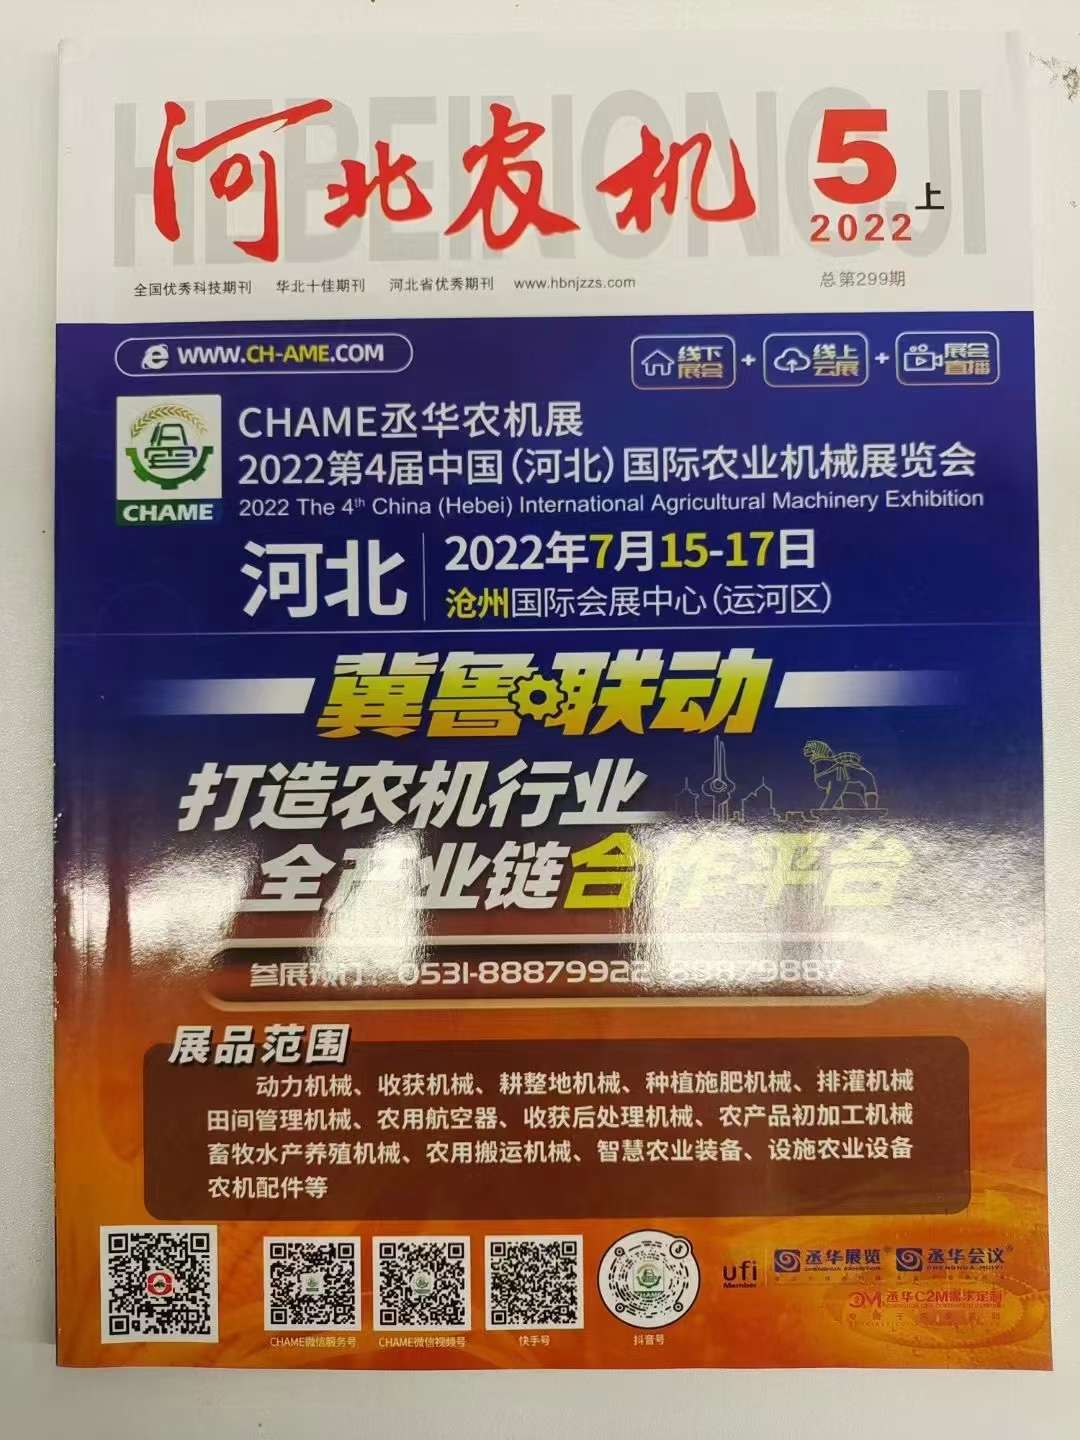 HEBEINONGJI
河北农机
5上
2022
全国优秀科技期刊 华北十佳期刊 河北省优秀期刊 www.hbnjzzs.com
总第299期
WWW.CH-AME.COM
线下展会 + 线上云展 + 展会直播
CHAME
CHAME丞华农机展
2022第4届中国(河北)国际农业机械展览会
2022 The 4th China (Hebei) International Agricultural Machinery Exhibition
河北
2022年7月15-17日
沧州国际会展中心(运河区)
冀鲁联动
打造农机行业
全产业链合作平台
参展预订: 0531-88879922 88879887
展品范围
动力机械、收获机械、耕整地机械、种植施肥机械、排灌机械
田间管理机械、农用航空器、收获后处理机械、农产品初加工机械
畜牧水产养殖机械、农用搬运机械、智慧农业装备、设施农业设备
农机配件等
CHAME微信服务号
CHAME微信视频号
快手号
抖音号
ufi
Member
丞华展览
丞华会议
丞华C2M需求定制